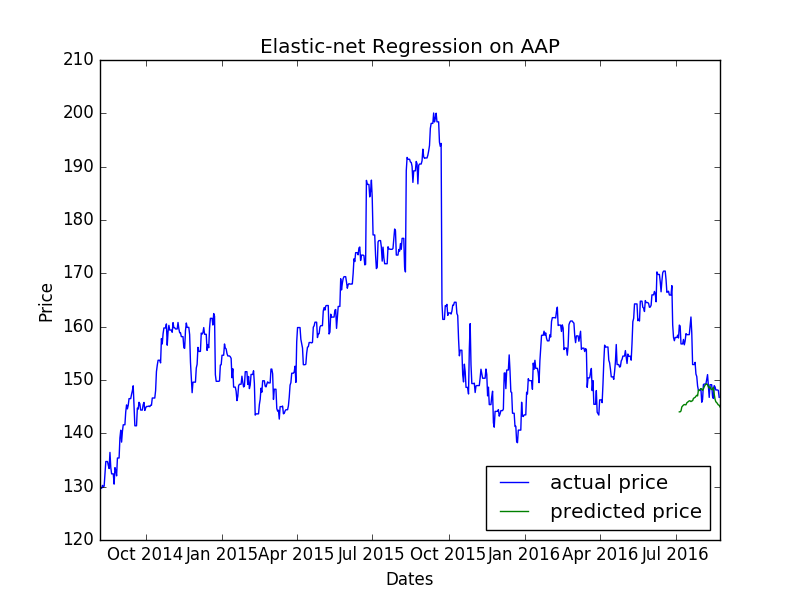 Elastic-net Regression on AAP
210
200
190
180
170
160
150
140
130
120
Price
Oct 2014 Jan 2015 Apr 2015 Jul 2015 Oct 2015 Jan 2016 Apr 2016 Jul 2016
Dates
actual price
predicted price